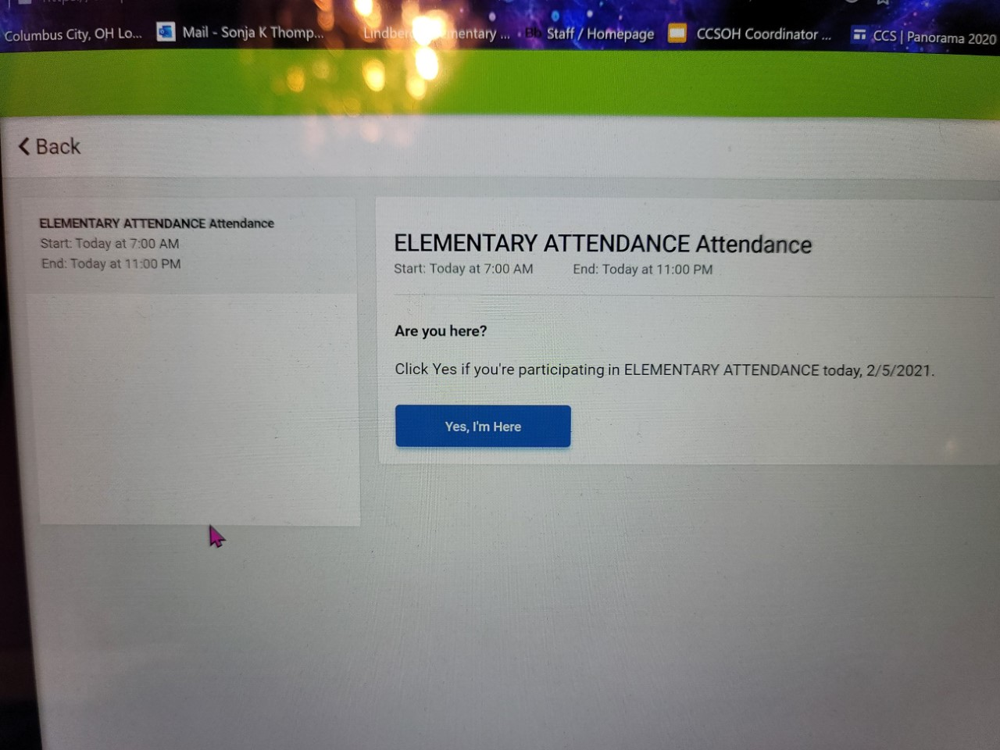 Columbus City, OH Lo...
Mail - Sonja K Thomp...
mentary ...
Bb Staff / Homepage
CCSOH Coordinator ...
CCS | Panorama 2020
Back
ELEMENTARY ATTENDANCE Attendance
Start: Today at 7:00 AM
End: Today at 11:00 PM
ELEMENTARY ATTENDANCE Attendance
Start: Today at 7:00 AM End: Today at 11:00 PM
Are you here?
Click Yes if you're participating in ELEMENTARY ATTENDANCE today, 2/5/2021.
Yes, I'm Here